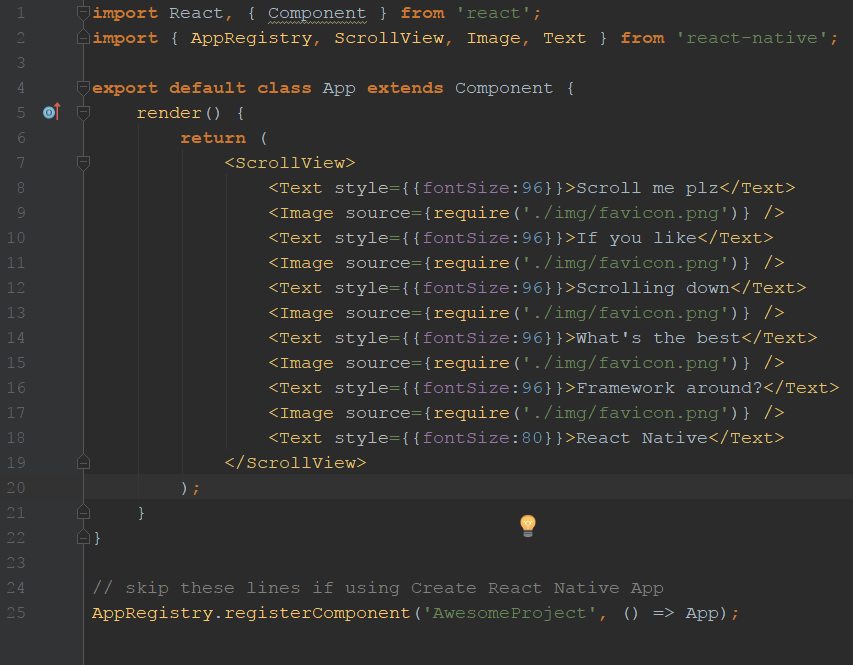 1 import React, { Component } from 'react';
2 import { AppRegistry, ScrollView, Image, Text } from 'react-native';
3
4 export default class App extends Component {
5     render() {
6         return (
7             <ScrollView>
8                 <Text style={{fontSize:96}}>Scroll me plz</Text>
9                 <Image source={require('./img/favicon.png')} />
10                 <Text style={{fontSize:96}}>If you like</Text>
11                 <Image source={require('./img/favicon.png')} />
12                 <Text style={{fontSize:96}}>Scrolling down</Text>
13                 <Image source={require('./img/favicon.png')} />
14                 <Text style={{fontSize:96}}>What's the best</Text>
15                 <Image source={require('./img/favicon.png')} />
16                 <Text style={{fontSize:96}}>Framework around?</Text>
17                 <Image source={require('./img/favicon.png')} />
18                 <Text style={{fontSize:80}}>React Native</Text>
19             </ScrollView>
20         );
21     }
22 }
23
24 // skip these lines if using Create React Native App
25 AppRegistry.registerComponent('AwesomeProject', () => App);